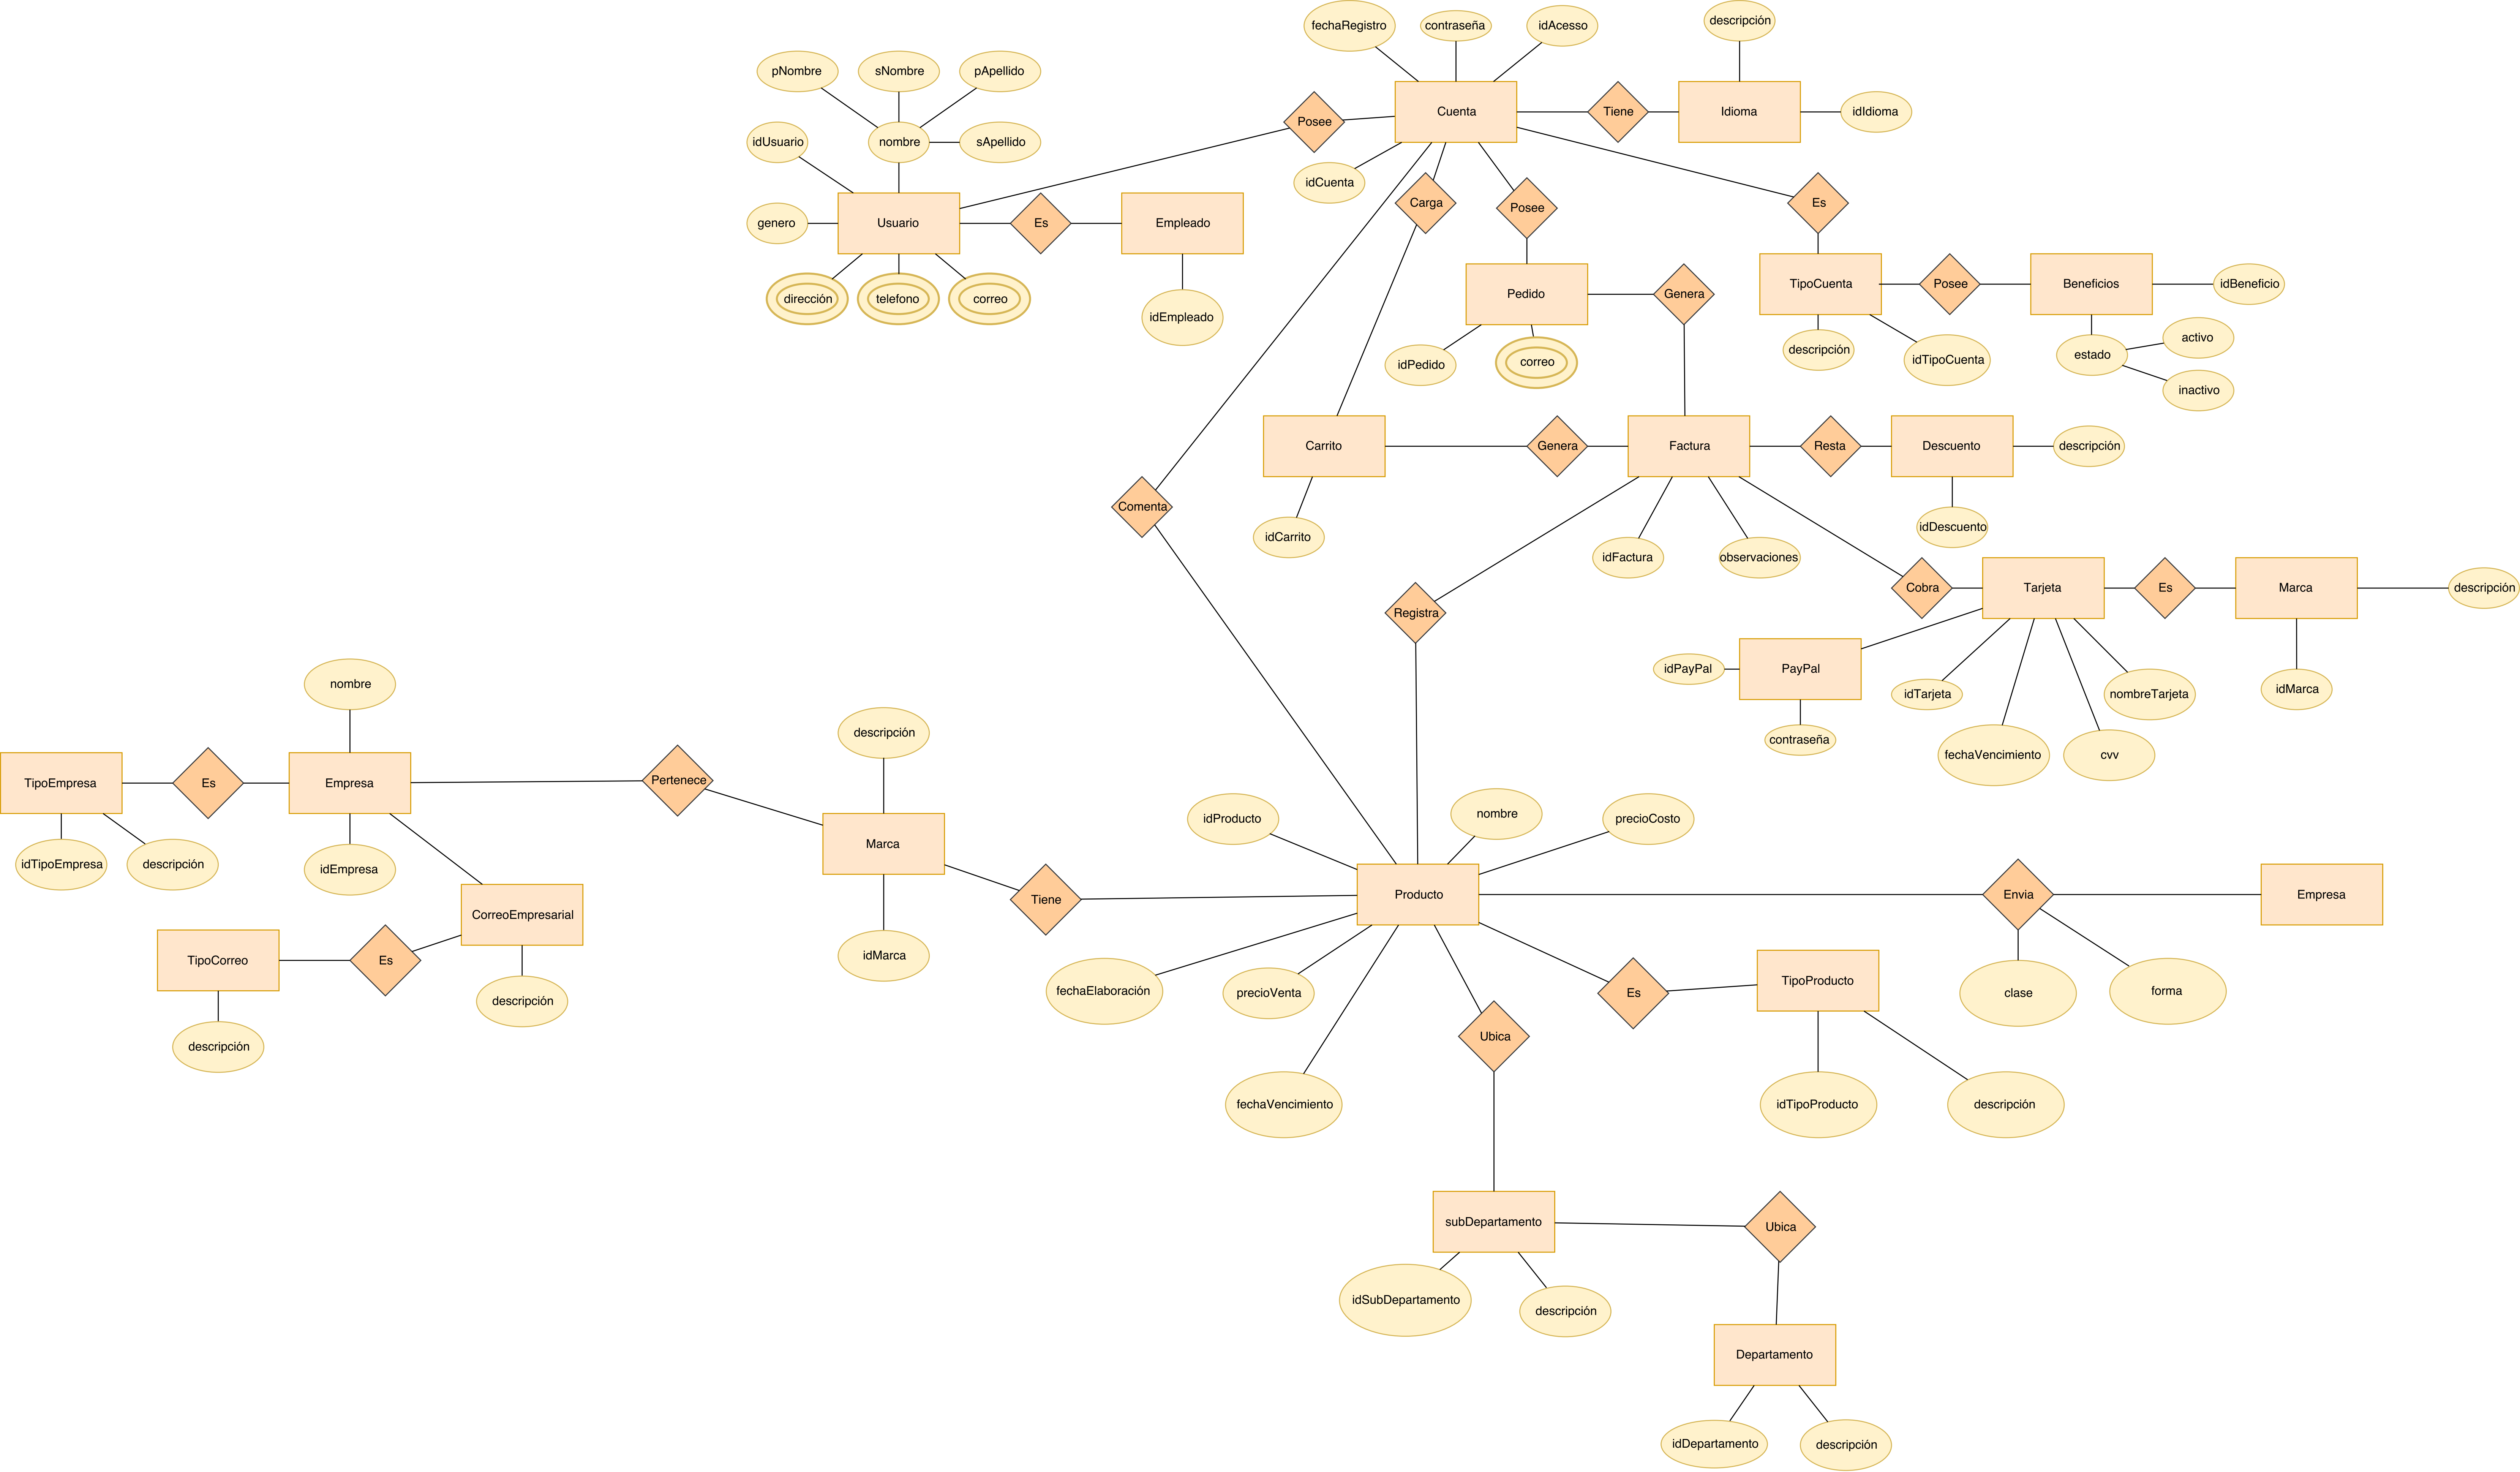 fechaRegistro
contraseña
idAcesso
descripción
pNombre
sNombre
pApellido
Posee
Cuenta
Tiene
Idioma
idIdioma
idUsuario
nombre
sApellido
idCuenta
Carga
Posee
Es
genero
Usuario
Es
Empleado
dirección
telefono
correo
idEmpleado
Pedido
Genera
TipoCuenta
Posee
Beneficios
idBeneficio
idPedido
correo
descripción
idTipoCuenta
estado
activo
inactivo
Carrito
Genera
Factura
Resta
Descuento
descripción
Comenta
idCarrito
idFactura
observaciones
idDescuento
Registra
Cobra
Tarjeta
Es
Marca
descripción
idPayPal
PayPal
idTarjeta
nombreTarjeta
idMarca
contraseña
fechaVencimiento
cvv
nombre
descripción
TipoEmpresa
Es
Empresa
Pertenece
Marca
idProducto
nombre
precioCosto
idTipoEmpresa
descripción
idEmpresa
CorreoEmpresarial
Tiene
Producto
Envia
Empresa
TipoCorreo
Es
descripción
idMarca
fechaElaboración
precioVenta
Es
TipoProducto
clase
forma
descripción
Ubica
fechaVencimiento
idTipoProducto
descripción
subDepartamento
Ubica
idSubDepartamento
descripción
Departamento
idDepartamento
descripción